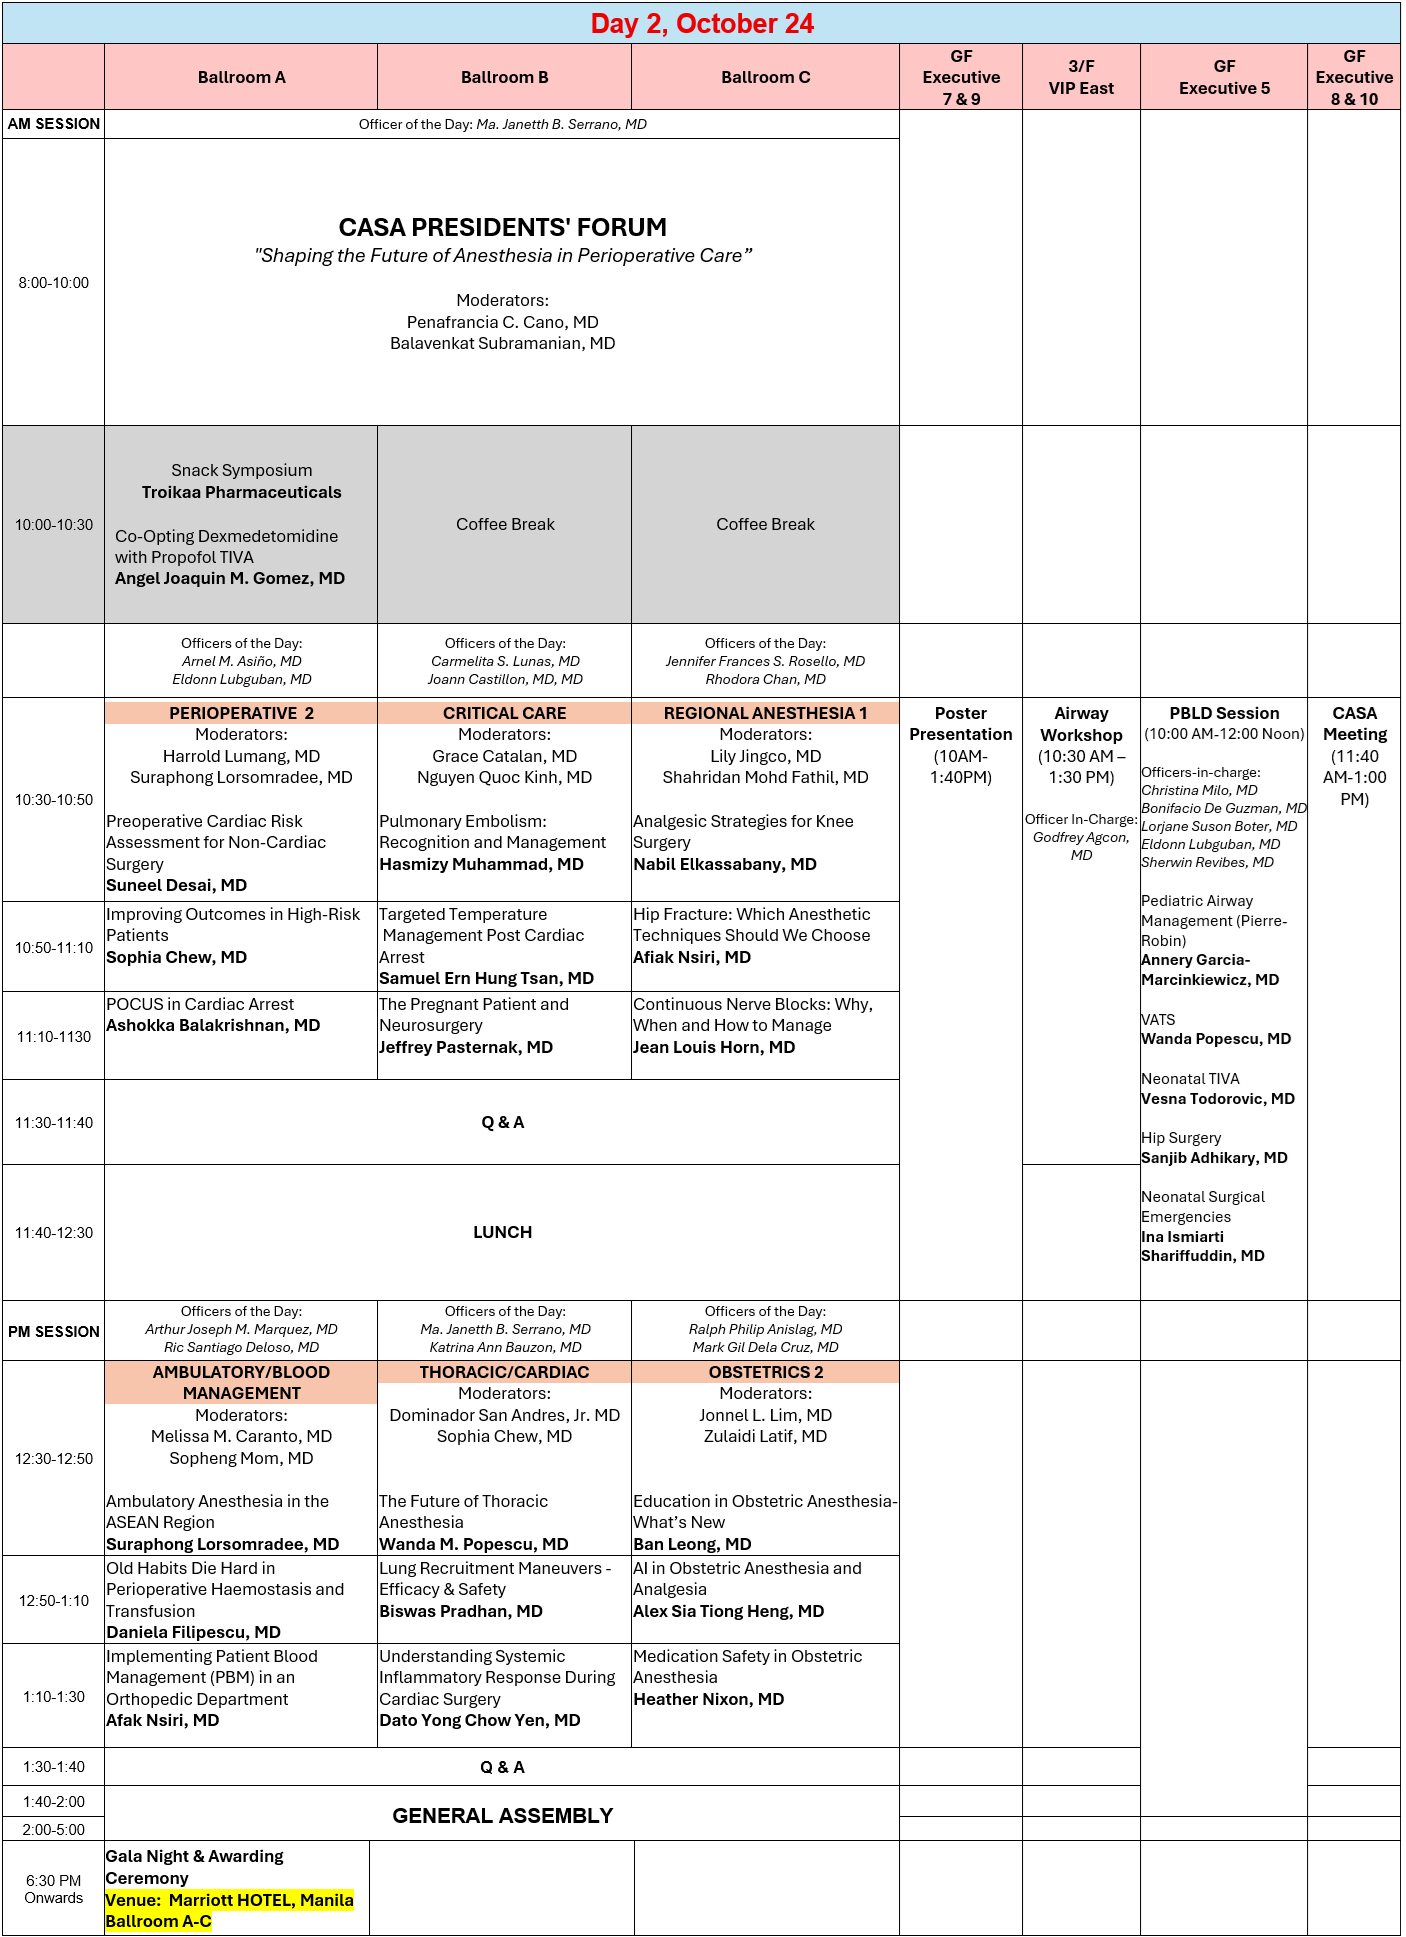 Day 2, October 24
Ballroom A
Ballroom B
Ballroom C
GF
Executive
7 & 9
3/F
VIP East
GF
Executive 5
GF
Executive
8 & 10
AM SESSION
Officer of the Day: Ma. Janetth B. Serrano, MD
8:00-10:00
CASA PRESIDENTS' FORUM
"Shaping the Future of Anesthesia in Perioperative Care”
Moderators:
Penafrancia C. Cano, MD
Balavenkat Subramanian, MD
10:00-10:30
Snack Symposium
Troikaa Pharmaceuticals
Co-Opting Dexmedetomidine
with Propofol TIVA
Angel Joaquin M. Gomez, MD
Coffee Break
Coffee Break
Officers of the Day:
Arnel M. Asiño, MD
Eldonn Lubguban, MD
Officers of the Day:
Carmelita S. Lunas, MD
Joann Castillon, MD, MD
Officers of the Day:
Jennifer Frances S. Rosello, MD
Rhodora Chan, MD
10:30-10:50
PERIOPERATIVE 2
Moderators:
Harrold Lumang, MD
Suraphong Lorsomradee, MD
Preoperative Cardiac Risk
Assessment for Non-Cardiac
Surgery
Suneel Desai, MD
CRITICAL CARE
Moderators:
Grace Catalan, MD
Nguyen Quoc Kinh, MD
Pulmonary Embolism:
Recognition and Management
Hasmizy Muhammad, MD
REGIONAL ANESTHESIA 1
Moderators:
Lily Jingco, MD
Shahridan Mohd Fathil, MD
Analgesic Strategies for Knee
Surgery
Nabil Elkassabany, MD
Poster
Presentation
(10AM-
1:40PM)
Airway
Workshop
(10:30 AM –
1:30 PM)
Officer In-Charge:
Godfrey Agcon,
MD
PBLD Session
(10:00 AM-12:00 Noon)
Officers-in-charge:
Christina Milo, MD
Bonifacio De Guzman, MD
Lorjane Suson Boter, MD
Eldonn Lubguban, MD
Sherwin Revibes, MD
Pediatric Airway
Management (Pierre-
Robin)
Annery Garcia-
Marcinkiewicz, MD
VATS
Wanda Popescu, MD
Neonatal TIVA
Vesna Todorovic, MD
Hip Surgery
Sanjib Adhikary, MD
Neonatal Surgical
Emergencies
Ina Ismiarti
Shariffuddin, MD
CASA
Meeting
(11:40
AM-1:00
PM)
10:50-11:10
Improving Outcomes in High-Risk
Patients
Sophia Chew, MD
Targeted Temperature
Management Post Cardiac
Arrest
Samuel Ern Hung Tsan, MD
Hip Fracture: Which Anesthetic
Techniques Should We Choose
Afiak Nsiri, MD
11:10-1130
POCUS in Cardiac Arrest
Ashokka Balakrishnan, MD
The Pregnant Patient and
Neurosurgery
Jeffrey Pasternak, MD
Continuous Nerve Blocks: Why,
When and How to Manage
Jean Louis Horn, MD
11:30-11:40
Q & A
11:40-12:30
LUNCH
PM SESSION
Officers of the Day:
Arthur Joseph M. Marquez, MD
Ric Santiago Deloso, MD
Officers of the Day:
Ma. Janetth B. Serrano, MD
Katrina Ann Bauzon, MD
Officers of the Day:
Ralph Philip Anislag, MD
Mark Gil Dela Cruz, MD
12:30-12:50
AMBULATORY/BLOOD
MANAGEMENT
Moderators:
Melissa M. Caranto, MD
Sopheng Mom, MD
Ambulatory Anesthesia in the
ASEAN Region
Suraphong Lorsomradee, MD
THORACIC/CARDIAC
Moderators:
Dominador San Andres, Jr. MD
Sophia Chew, MD
The Future of Thoracic
Anesthesia
Wanda M. Popescu, MD
OBSTETRICS 2
Moderators:
Jonnel L. Lim, MD
Zulaidi Latif, MD
Education in Obstetric Anesthesia-
What’s New
Ban Leong, MD
12:50-1:10
Old Habits Die Hard in
Perioperative Haemostasis and
Transfusion
Daniela Filipescu, MD
Lung Recruitment Maneuvers -
Efficacy & Safety
Biswas Pradhan, MD
AI in Obstetric Anesthesia and
Analgesia
Alex Sia Tiong Heng, MD
1:10-1:30
Implementing Patient Blood
Management (PBM) in an
Orthopedic Department
Afak Nsiri, MD
Understanding Systemic
Inflammatory Response During
Cardiac Surgery
Dato Yong Chow Yen, MD
Medication Safety in Obstetric
Anesthesia
Heather Nixon, MD
1:30-1:40
Q & A
1:40-2:00
GENERAL ASSEMBLY
2:00-5:00
6:30 PM
Onwards
Gala Night & Awarding
Ceremony
Venue: Marriott HOTEL, Manila
Ballroom A-C